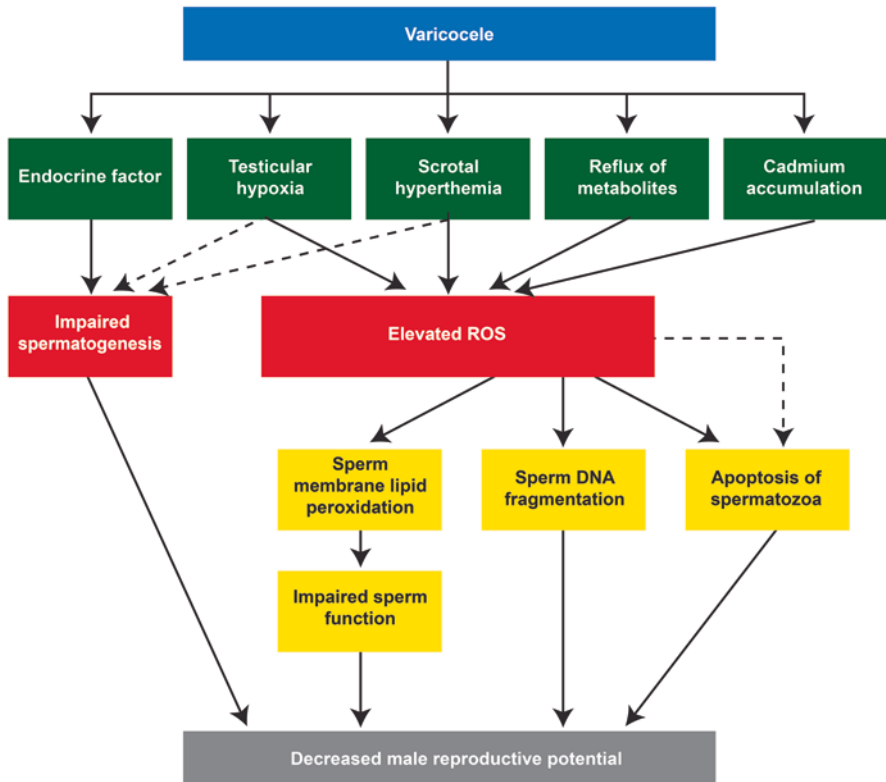 Varicocele
Endocrine factor
Testicular
hypoxia
Scrotal
hyperthemia
Reflux of
metabolites
Cadmium
accumulation
Impaired
spermatogenesis
Elevated ROS
Sperm
membrane lipid
peroxidation
Sperm DNA
fragmentation
Apoptosis of
spermatozoa
Impaired sperm
function
Decreased male reproductive potential